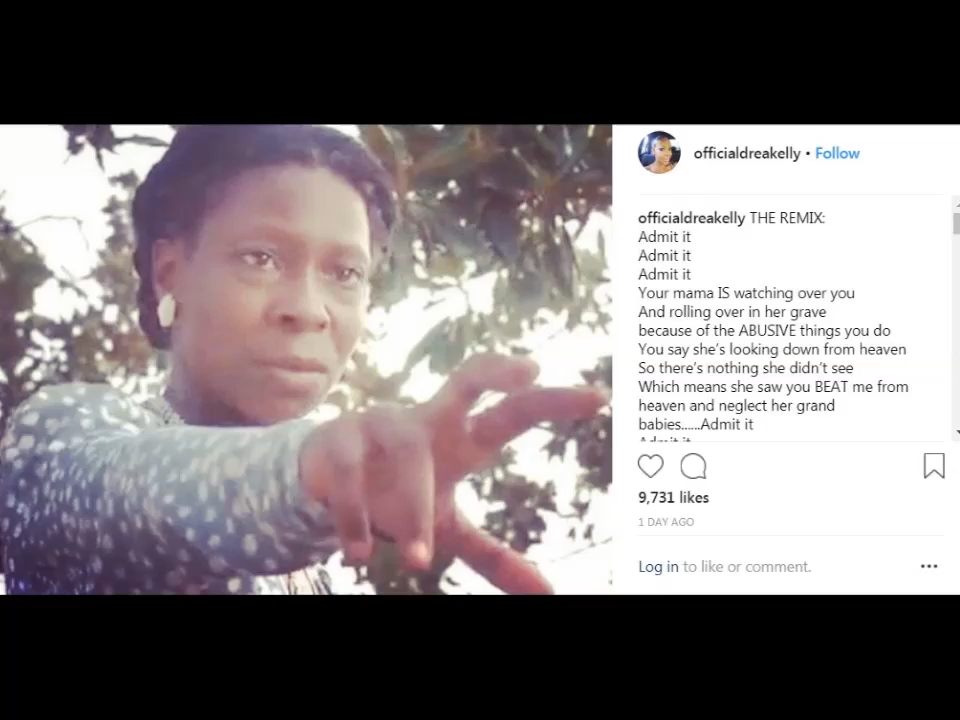 officialdreakelly • Follow
officialdreakelly THE REMIX:
Admit it
Admit it
Admit it
Your mama IS watching over you
And rolling over in her grave
because of the ABUSIVE things you do
You say she's looking down from heaven
So there's nothing she didn't see
Which means she saw you BEAT me from
heaven and neglect her grand
babies......Admit it
Admit it
9,731 likes
1 DAY AGO
Log in to like or comment.